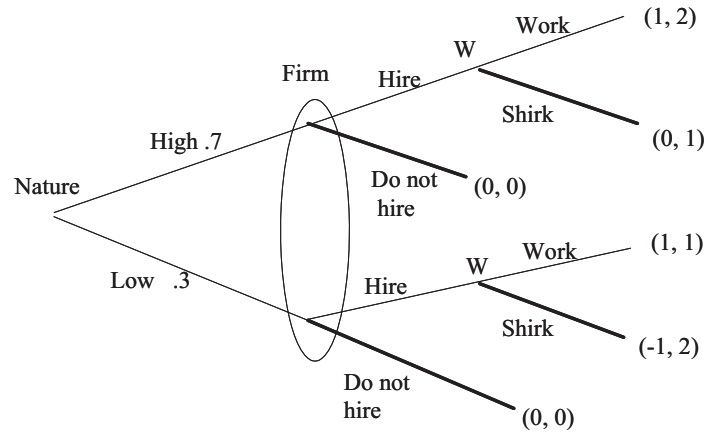 Work
(1, 2)
W
Firm
Hire
Shirk
(0, 1)
High .7
Do not
hire
(0, 0)
Nature
Work
(1, 1)
W
Low .3
Hire
Shirk
(-1, 2)
Do not
hire
(0, 0)